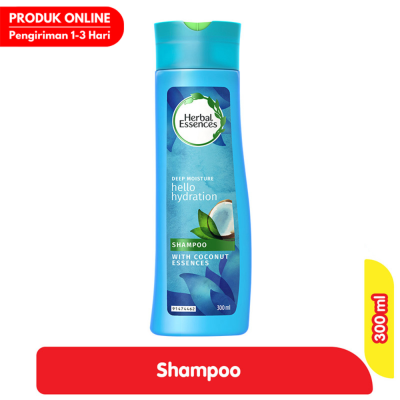 PRODUK ONLINE
Pengiriman 1-3 Hari
Herbal
Essences
DEEP MOISTURE
hello
hydration
SHAMPOO
WITH COCONUT
ESSENCES
91474462
300 ml
300 ml
Shampoo